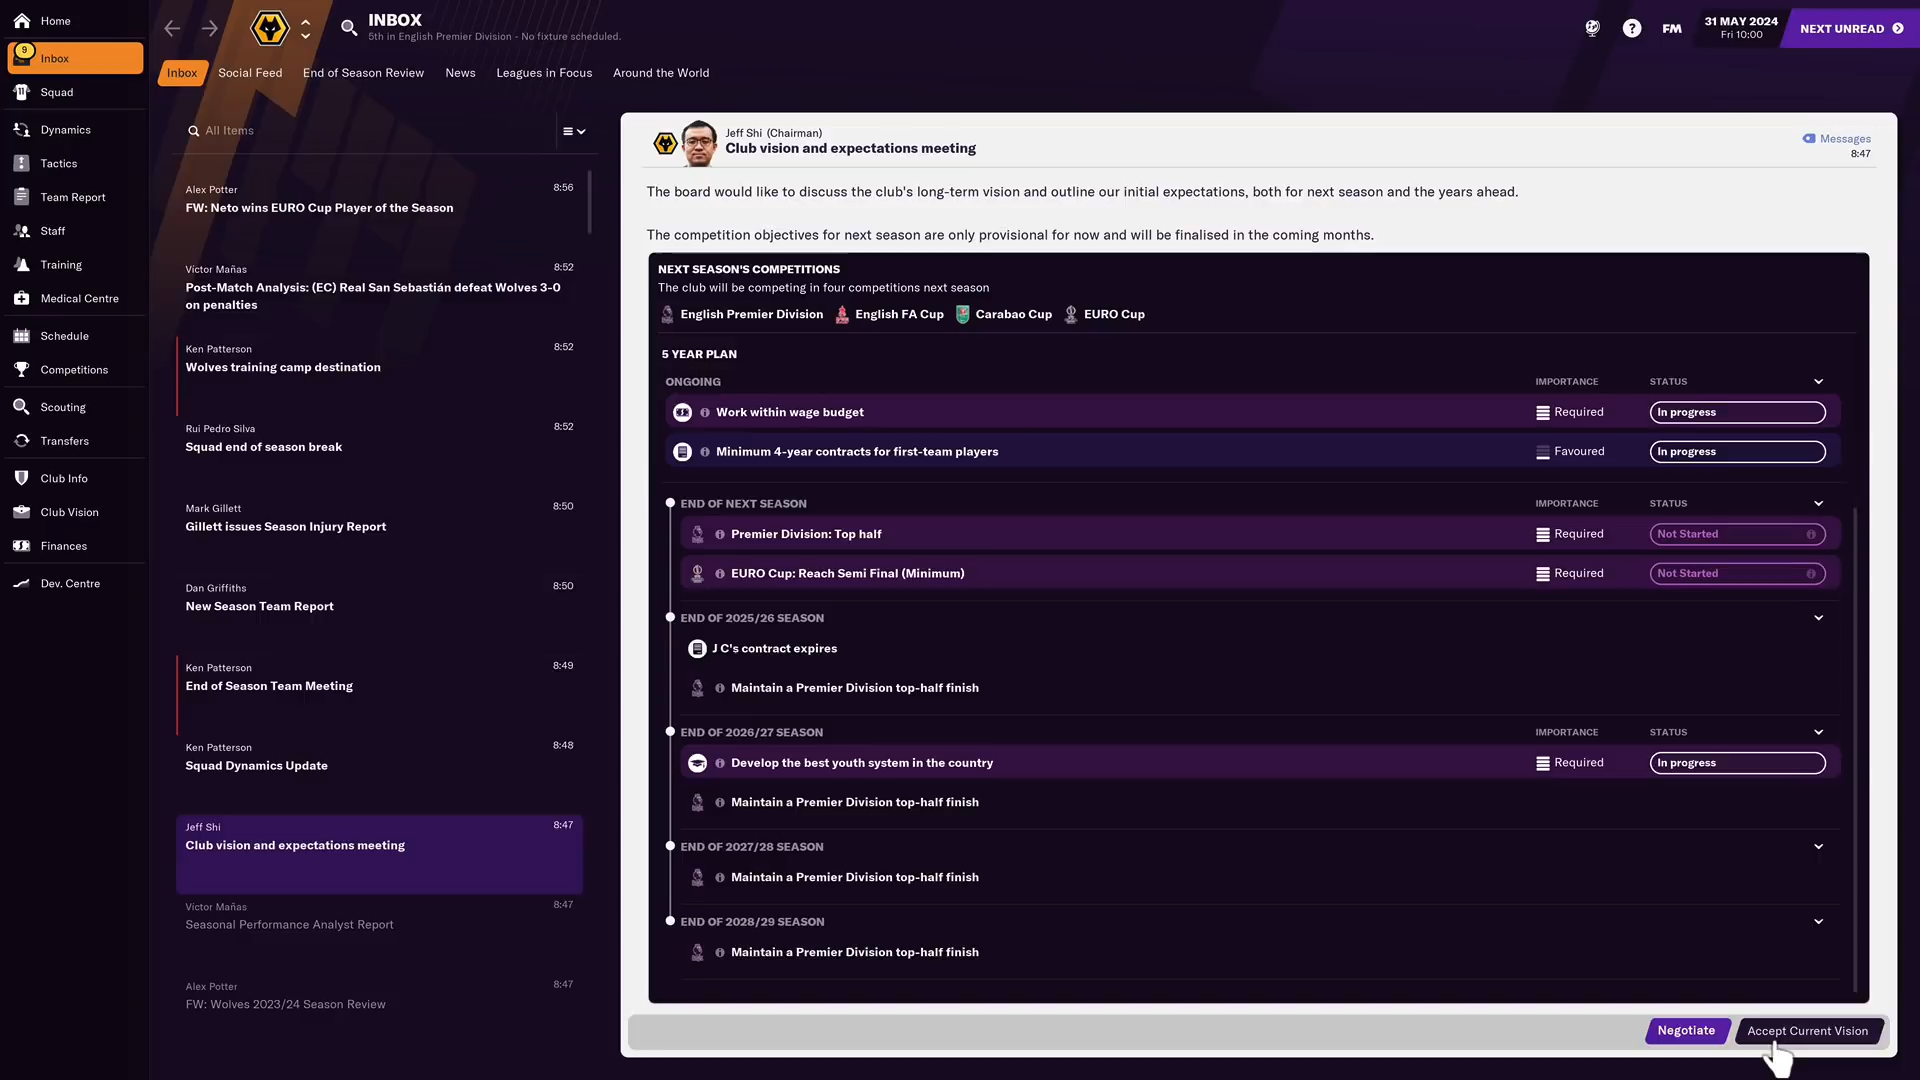 Home
9
Inbox
Squad
Dynamics
Tactics
Team Report
Staff
Training
Medical Centre
Schedule
Competitions
Scouting
Transfers
Club Info
Club Vision
Finances
Dev. Centre
INBOX
5th in English Premier Division - No fixture scheduled.
FM
31 MAY 2024
Fri 10:00
NEXT UNREAD
Inbox Social Feed End of Season Review News Leagues in Focus Around the World
All Items
Alex Potter 8:56
FW: Neto wins EURO Cup Player of the Season
Víctor Mañas 8:52
Post-Match Analysis: (EC) Real San Sebastián defeat Wolves 3-0
on penalties
Ken Patterson 8:52
Wolves training camp destination
Rui Pedro Silva 8:52
Squad end of season break
Mark Gillett 8:50
Gillett issues Season Injury Report
Dan Griffiths 8:50
New Season Team Report
Ken Patterson 8:49
End of Season Team Meeting
Ken Patterson 8:48
Squad Dynamics Update
Jeff Shi 8:47
Club vision and expectations meeting
Víctor Mañas 8:47
Seasonal Performance Analyst Report
Alex Potter 8:47
FW: Wolves 2023/24 Season Review
Jeff Shi (Chairman)
Club vision and expectations meeting
Messages
8:47
The board would like to discuss the club's long-term vision and outline our initial expectations, both for next season and the years ahead.
The competition objectives for next season are only provisional for now and will be finalised in the coming months.
NEXT SEASON'S COMPETITIONS
The club will be competing in four competitions next season
English Premier Division English FA Cup Carabao Cup EURO Cup
5 YEAR PLAN
ONGOING IMPORTANCE STATUS
Work within wage budget Required In progress
Minimum 4-year contracts for first-team players Favoured In progress
END OF NEXT SEASON IMPORTANCE STATUS
Premier Division: Top half Required Not Started
EURO Cup: Reach Semi Final (Minimum) Required Not Started
END OF 2025/26 SEASON
J C's contract expires
Maintain a Premier Division top-half finish
END OF 2026/27 SEASON IMPORTANCE STATUS
Develop the best youth system in the country Required In progress
Maintain a Premier Division top-half finish
END OF 2027/28 SEASON
Maintain a Premier Division top-half finish
END OF 2028/29 SEASON
Maintain a Premier Division top-half finish
Negotiate Accept Current Vision